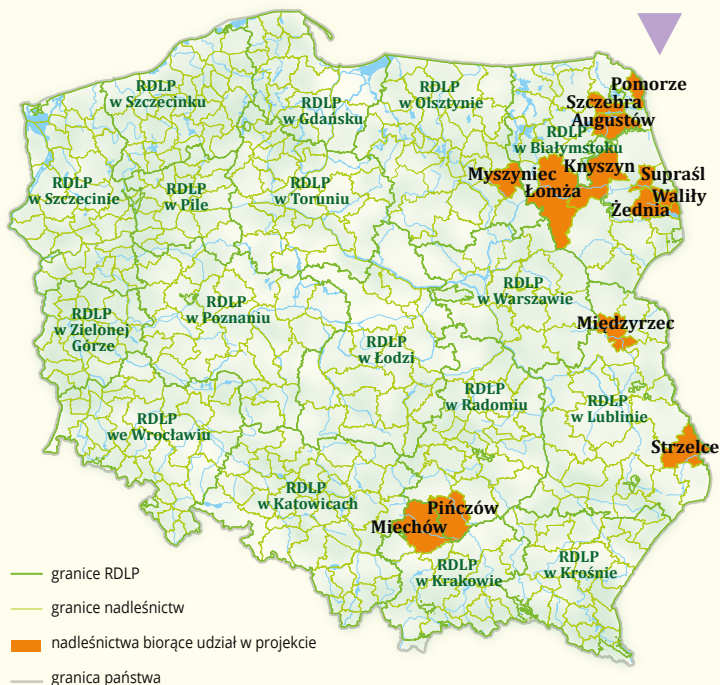 Pomorze
Szczebra
Augustów
RDLP
w Szczecinku
RDLP
w Gdańsku
RDLP
w Olsztynie
RDLP
w Białymstoku
Myszyniec
Knyszyn
Supraśl
Łomża
Waliły
Żednia
RDLP
w Szczecinie
RDLP
w Pile
RDLP
w Toruniu
RDLP
w Zielonej
Górze
RDLP
w Poznaniu
RDLP
w Warszawie
Międzyrzec
RDLP
w Łodzi
RDLP
w Radomiu
RDLP
w Lublinie
RDLP
we Wrocławiu
Strzelce
RDLP
w Katowicach
Pińczów
Miechów
RDLP
w Krakowie
RDLP
w Krośnie
granice RDLP
granice nadleśnictw
nadleśnictwa biorące udział w projekcie
granica państwa